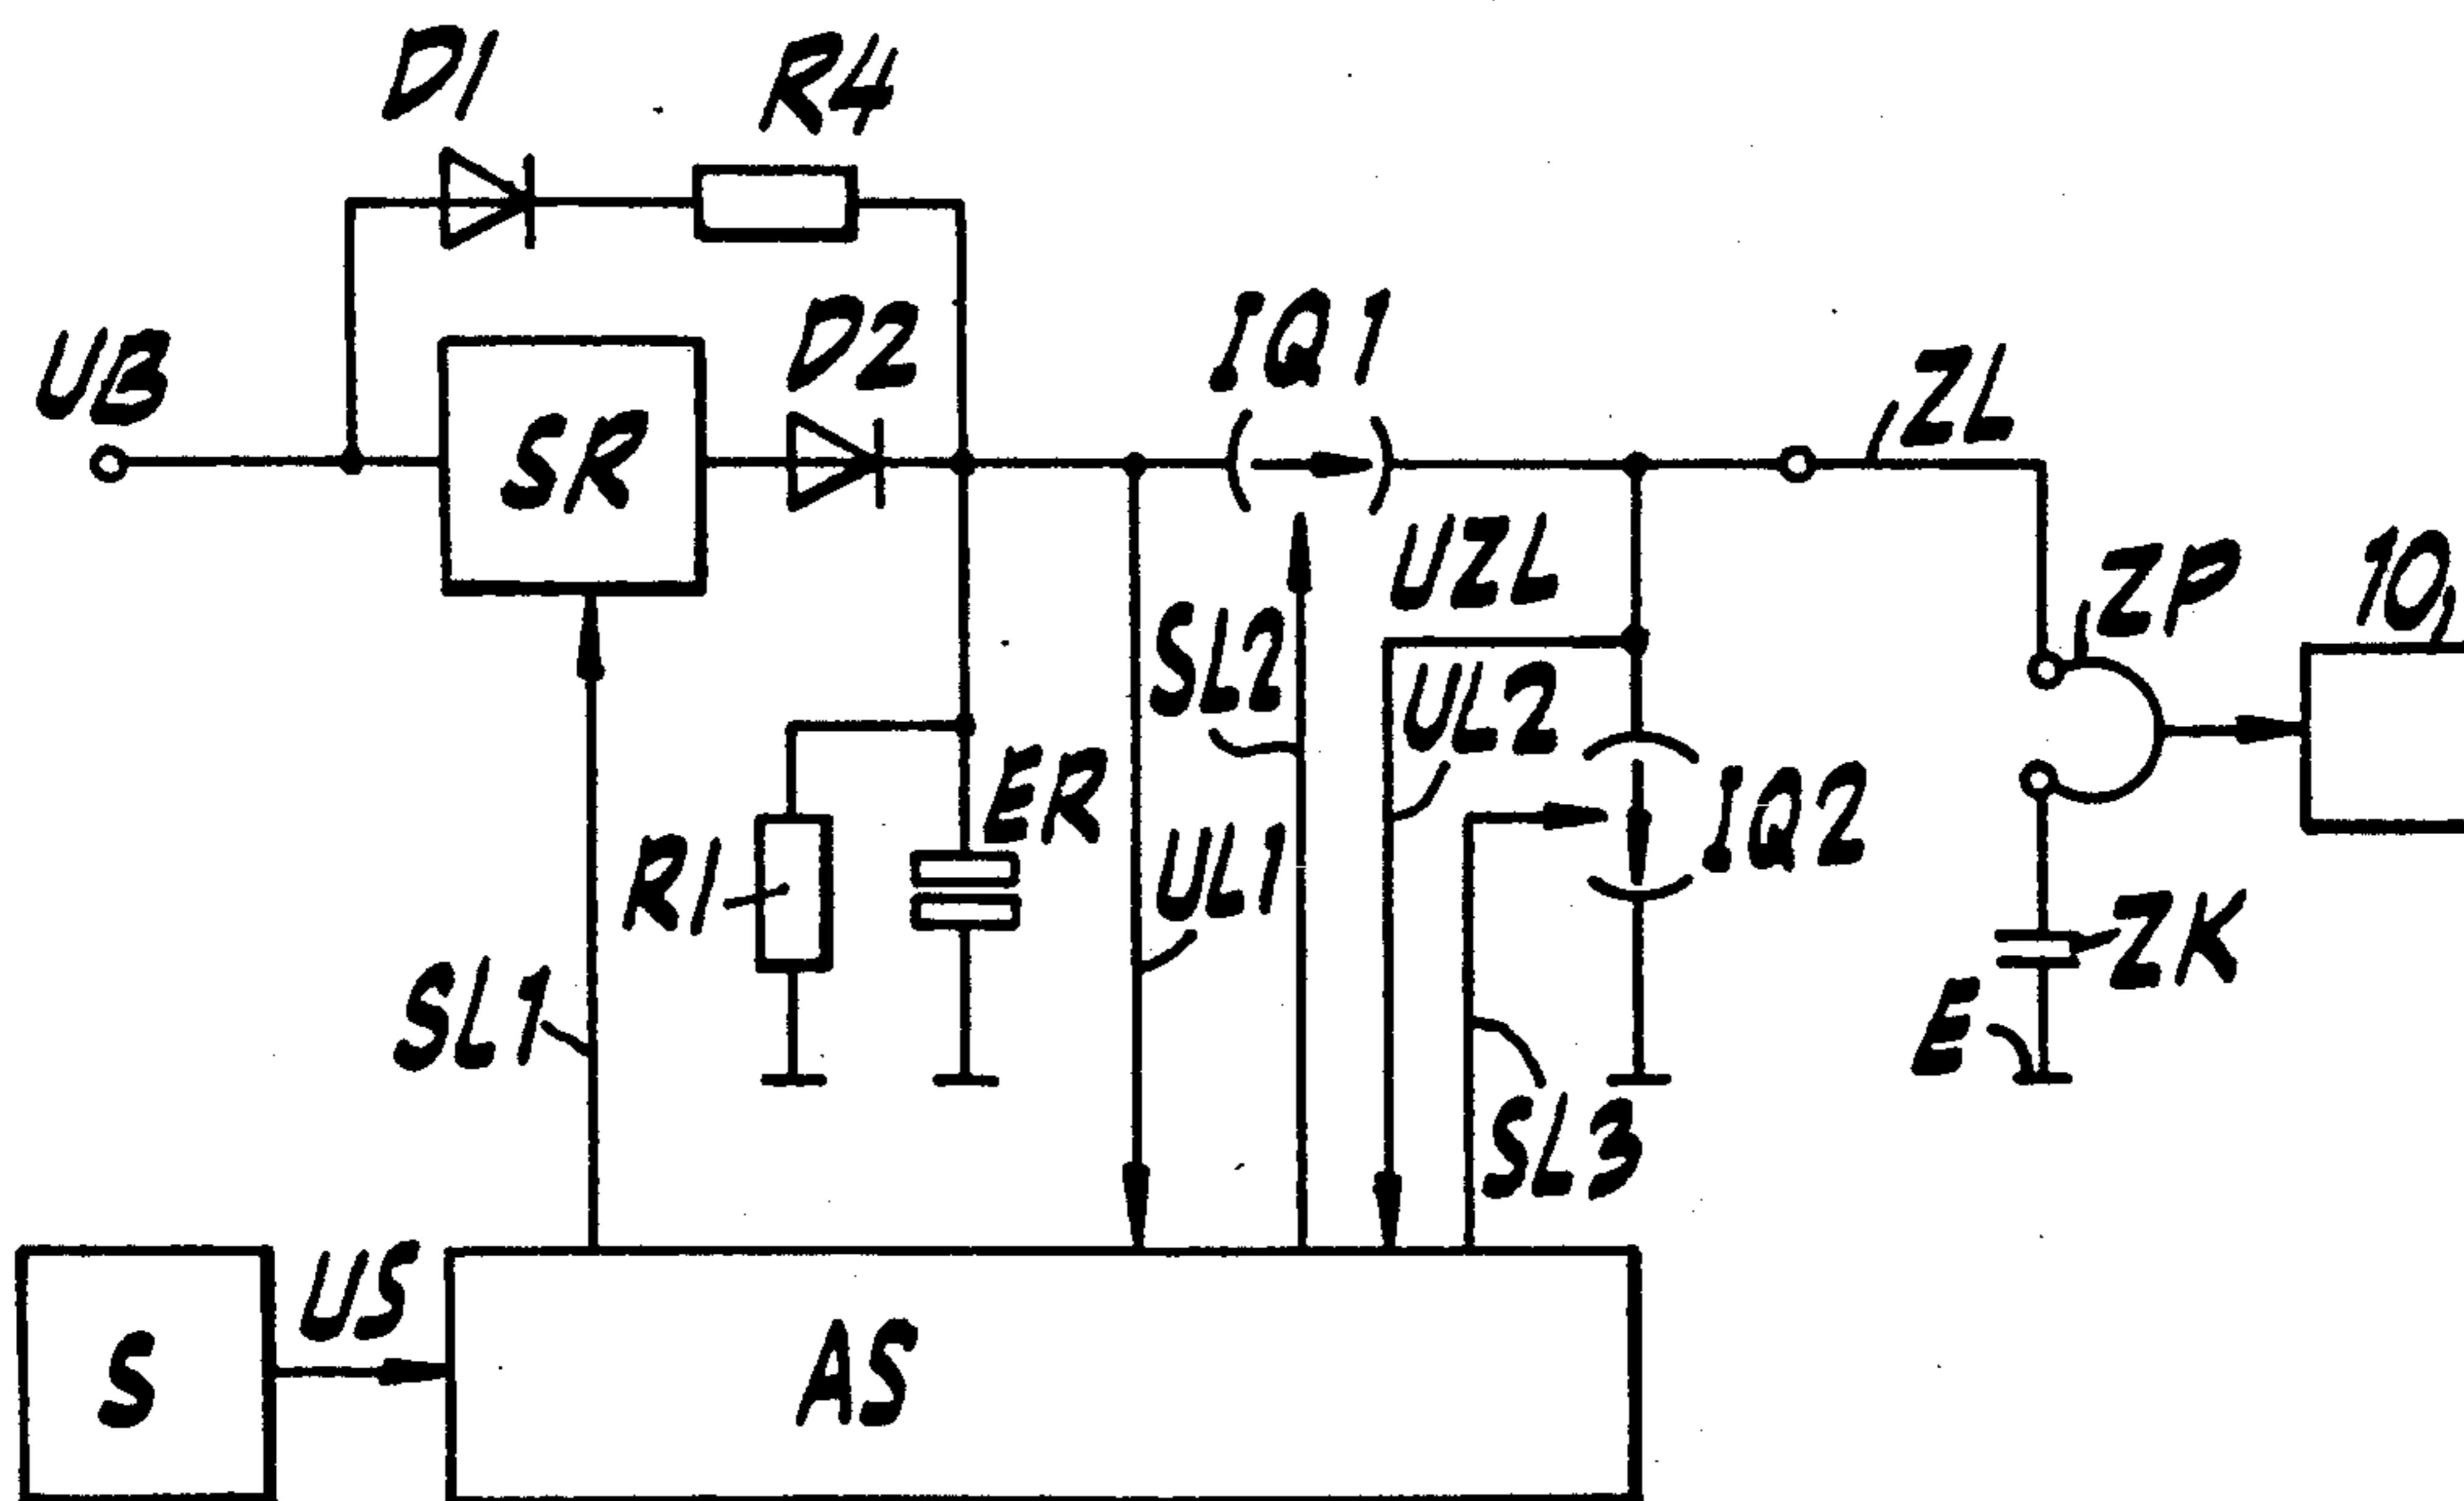 D1
R4
UB
SR
D2
IQ1
ZL
UZL
ZP
10
SL2
UL2
ER
IQ2
R1
UL1
ZK
SL1
E
SL3
US
S
AS